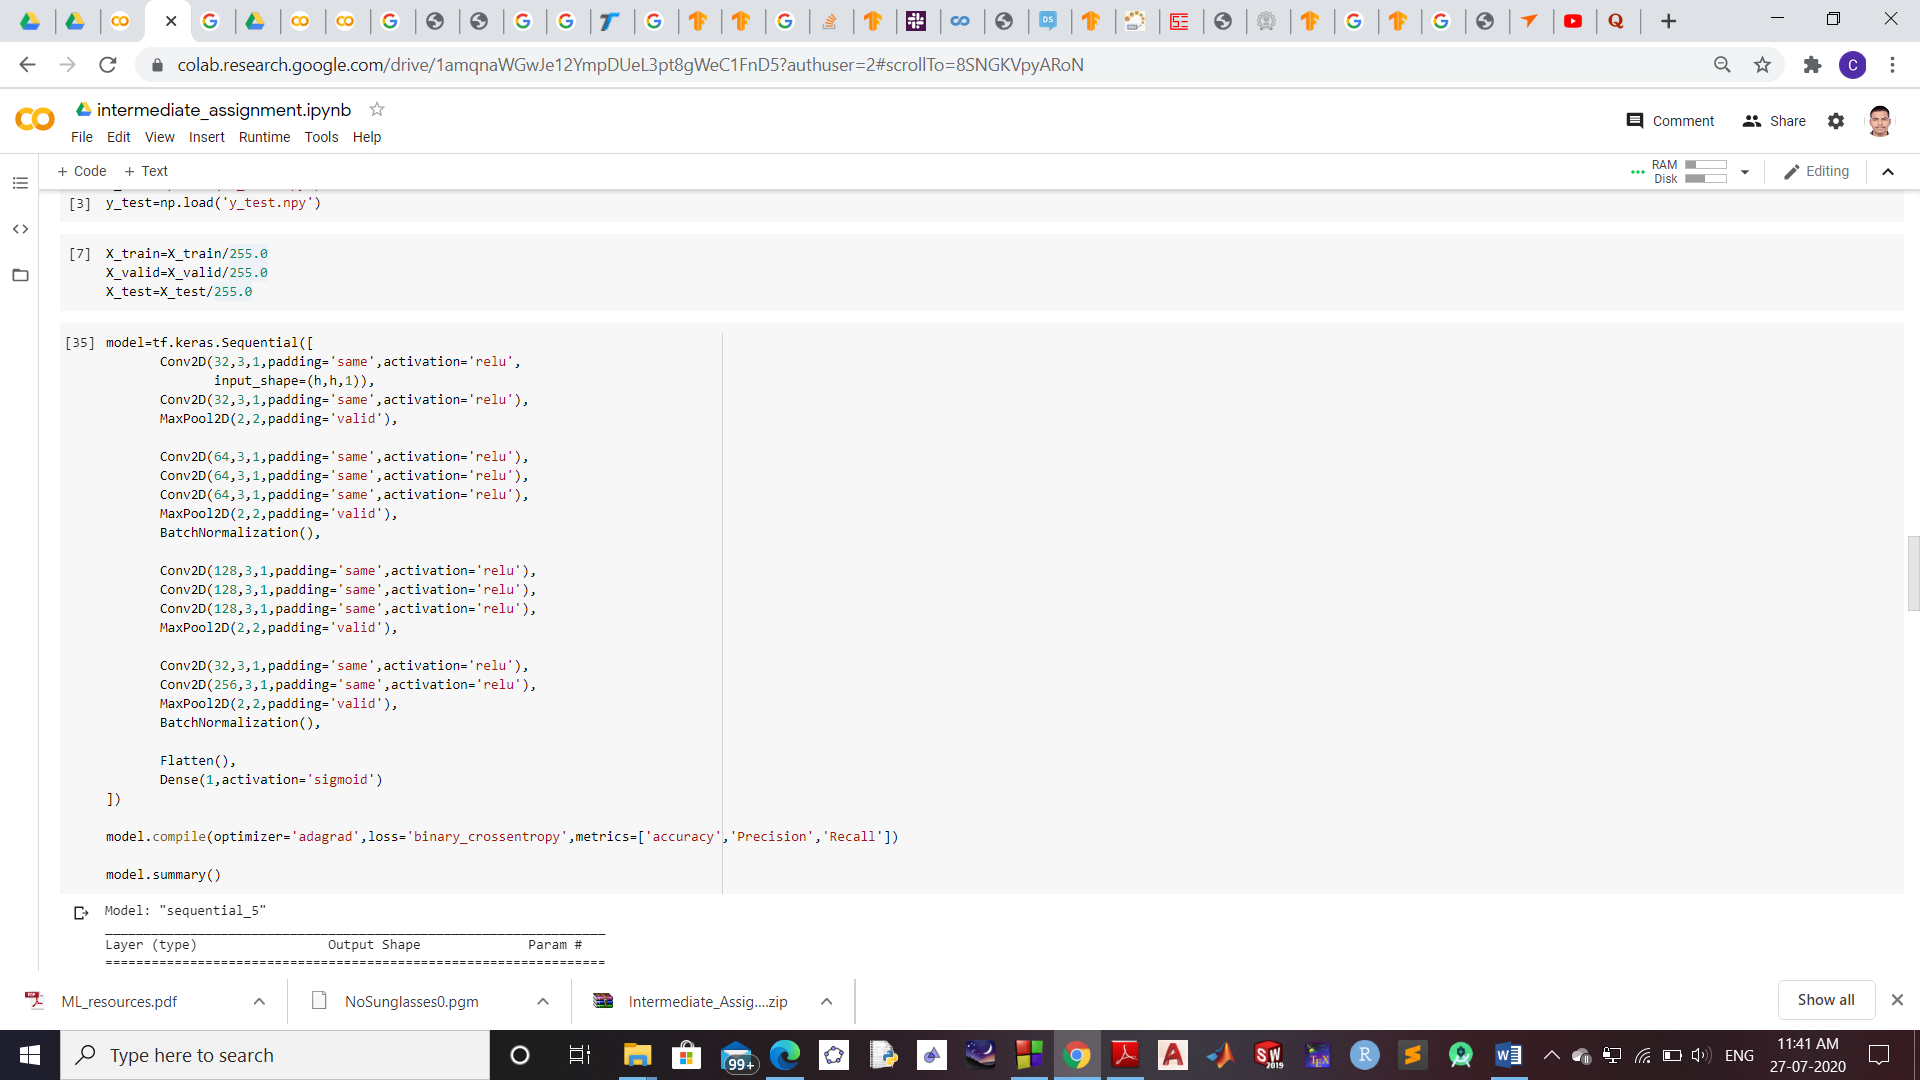 colab.research.google.com/drive/1amqnaWGwJe12YmpDUeL3pt8gWeC1FnD5?authuser=2#scrollTo=8SNGKVpyARoN
C
intermediate_assignment.ipynb
File Edit View Insert Runtime Tools Help
Comment Share
+ Code + Text
RAM
Disk
Editing
[3] y_test=np.load('y_test.npy')
[7] X_train=X_train/255.0
X_valid=X_valid/255.0
X_test=X_test/255.0
[35] model=tf.keras.Sequential([
Conv2D(32,3,1,padding='same',activation='relu',
input_shape=(h,h,1)),
Conv2D(32,3,1,padding='same',activation='relu'),
MaxPool2D(2,2,padding='valid'),
Conv2D(64,3,1,padding='same',activation='relu'),
Conv2D(64,3,1,padding='same',activation='relu'),
Conv2D(64,3,1,padding='same',activation='relu'),
MaxPool2D(2,2,padding='valid'),
BatchNormalization(),
Conv2D(128,3,1,padding='same',activation='relu'),
Conv2D(128,3,1,padding='same',activation='relu'),
Conv2D(128,3,1,padding='same',activation='relu'),
MaxPool2D(2,2,padding='valid'),
Conv2D(32,3,1,padding='same',activation='relu'),
Conv2D(256,3,1,padding='same',activation='relu'),
MaxPool2D(2,2,padding='valid'),
BatchNormalization(),
Flatten(),
Dense(1,activation='sigmoid')
])
model.compile(optimizer='adagrad',loss='binary_crossentropy',metrics=['accuracy','Precision','Recall'])
model.summary()
Model: "sequential_5"
Layer (type) Output Shape Param #
=================================================================
ML_resources.pdf
NoSunglasses0.pgm
Intermediate_Assig....zip
Show all
Type here to search
99+
SW
2019
TEX
R
ENG
11:41 AM
27-07-2020